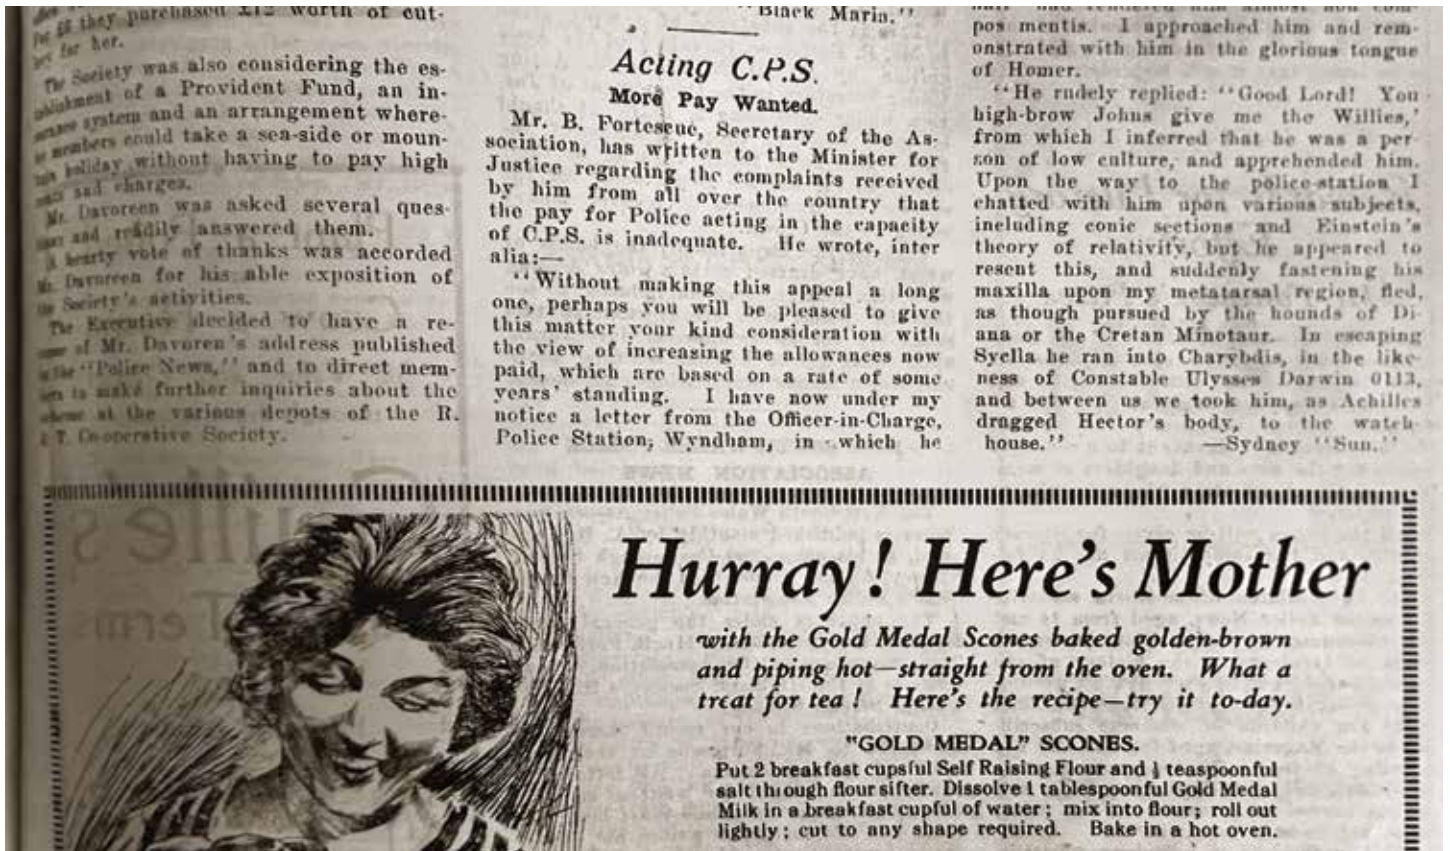 if they purchased £12 worth of cut-
lery for her.
The Society was also considering the es-
tablishment of a Provident Fund, an in-
surance system and an arrangement where-
by members could take a sea-side or moun-
tain holiday without having to pay high
and charges.
Mr. Davoreen was asked several ques-
tions and readily answered them.
A hearty vote of thanks was accorded
Mr. Davoreen for his able exposition of
the Society's activities.
The Executive decided to have a re-
of Mr. Davoren's address published
in the "Police News," and to direct mem-
bers to make further inquiries about the
scheme at the various depots of the R.
& T. Co-operative Society.
"Black Maria."
Acting C.P.S.
More Pay Wanted.
Mr. B. Fortescue, Secretary of the As-
sociation, has written to the Minister for
Justice regarding the complaints received
by him from all over the country that
the pay for Police acting in the capacity
of C.P.S. is inadequate. He wrote, inter
alia:—
"Without making this appeal a long
one, perhaps you will be pleased to give
this matter your kind consideration with
the view of increasing the allowances now
paid, which are based on a rate of some
years' standing. I have now under my
notice a letter from the Officer-in-Charge,
Police Station, Wyndham, in which he
had rendered him almost non com-
pos mentis. I approached him and rem-
onstrated with him in the glorious tongue
of Homer.
"He rudely replied: "Good Lord! You
high-brow Johns give me the Willies,'
from which I inferred that he was a per-
son of low culture, and apprehended him.
Upon the way to the police-station I
chatted with him upon various subjects,
including conic sections and Einstein's
theory of relativity, but he appeared to
resent this, and suddenly fastening his
maxilla upon my metatarsal region, fled,
as though pursued by the hounds of Di-
ana or the Cretan Minotaur. In escaping
Syella he ran into Charybdis, in the like-
ness of Constable Ulysses Darwin 0113,
and between us we took him, as Achilles
dragged Hector's body, to the watch-
house." —Sydney "Sun."
Hurray! Here's Mother
with the Gold Medal Scones baked golden-brown
and piping hot—straight from the oven. What a
treat for tea! Here's the recipe—try it to-day.
"GOLD MEDAL" SCONES.
Put 2 breakfast cupsful Self Raising Flour and ½ teaspoonful
salt through flour sifter. Dissolve 1 tablespoonful Gold Medal
Milk in a breakfast cupful of water; mix into flour; roll out
lightly; cut to any shape required. Bake in a hot oven.